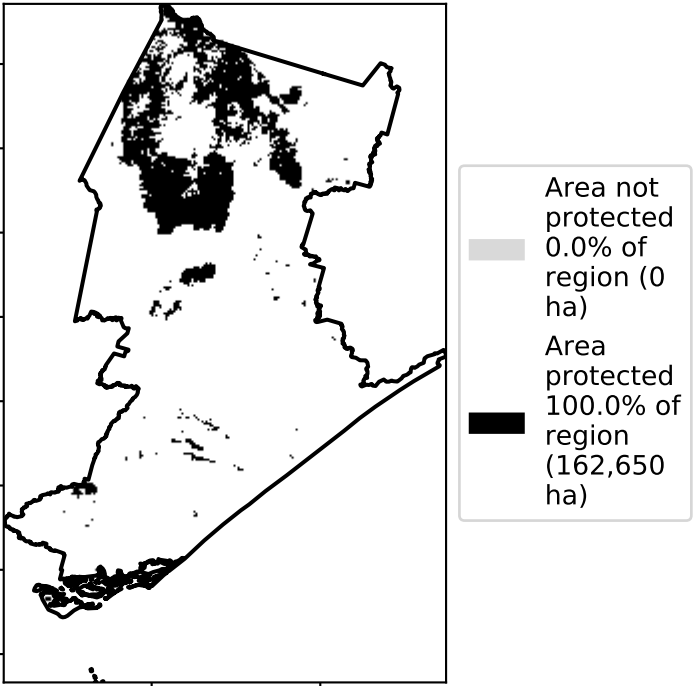 Area not
protected
0.0% of
region (0
ha)
Area
protected
100.0% of
region
(162,650
ha)